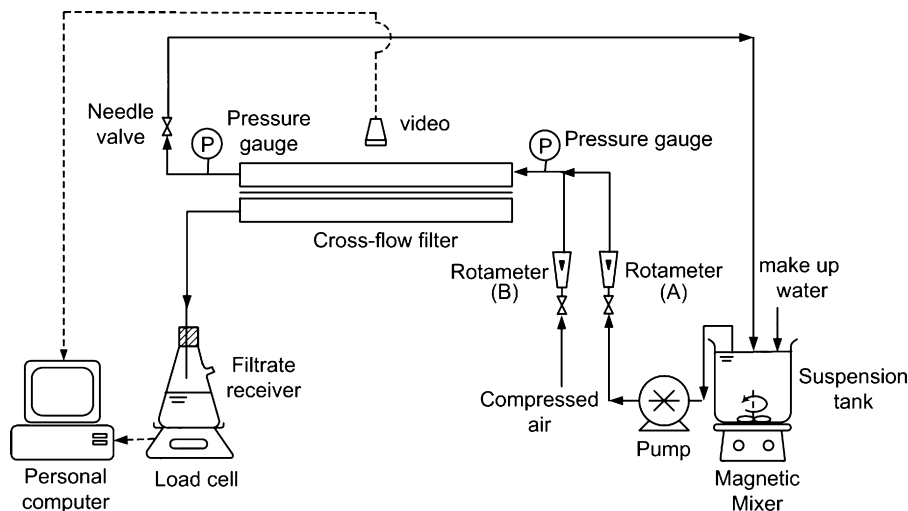 Needle
valve
P
Pressure
gauge
video
P
Pressure gauge
Cross-flow filter
Rotameter
(B)
Rotameter
(A)
make up
water
Filtrate
receiver
Compressed
air
Suspension
tank
Pump
Personal
computer
Load cell
Magnetic
Mixer